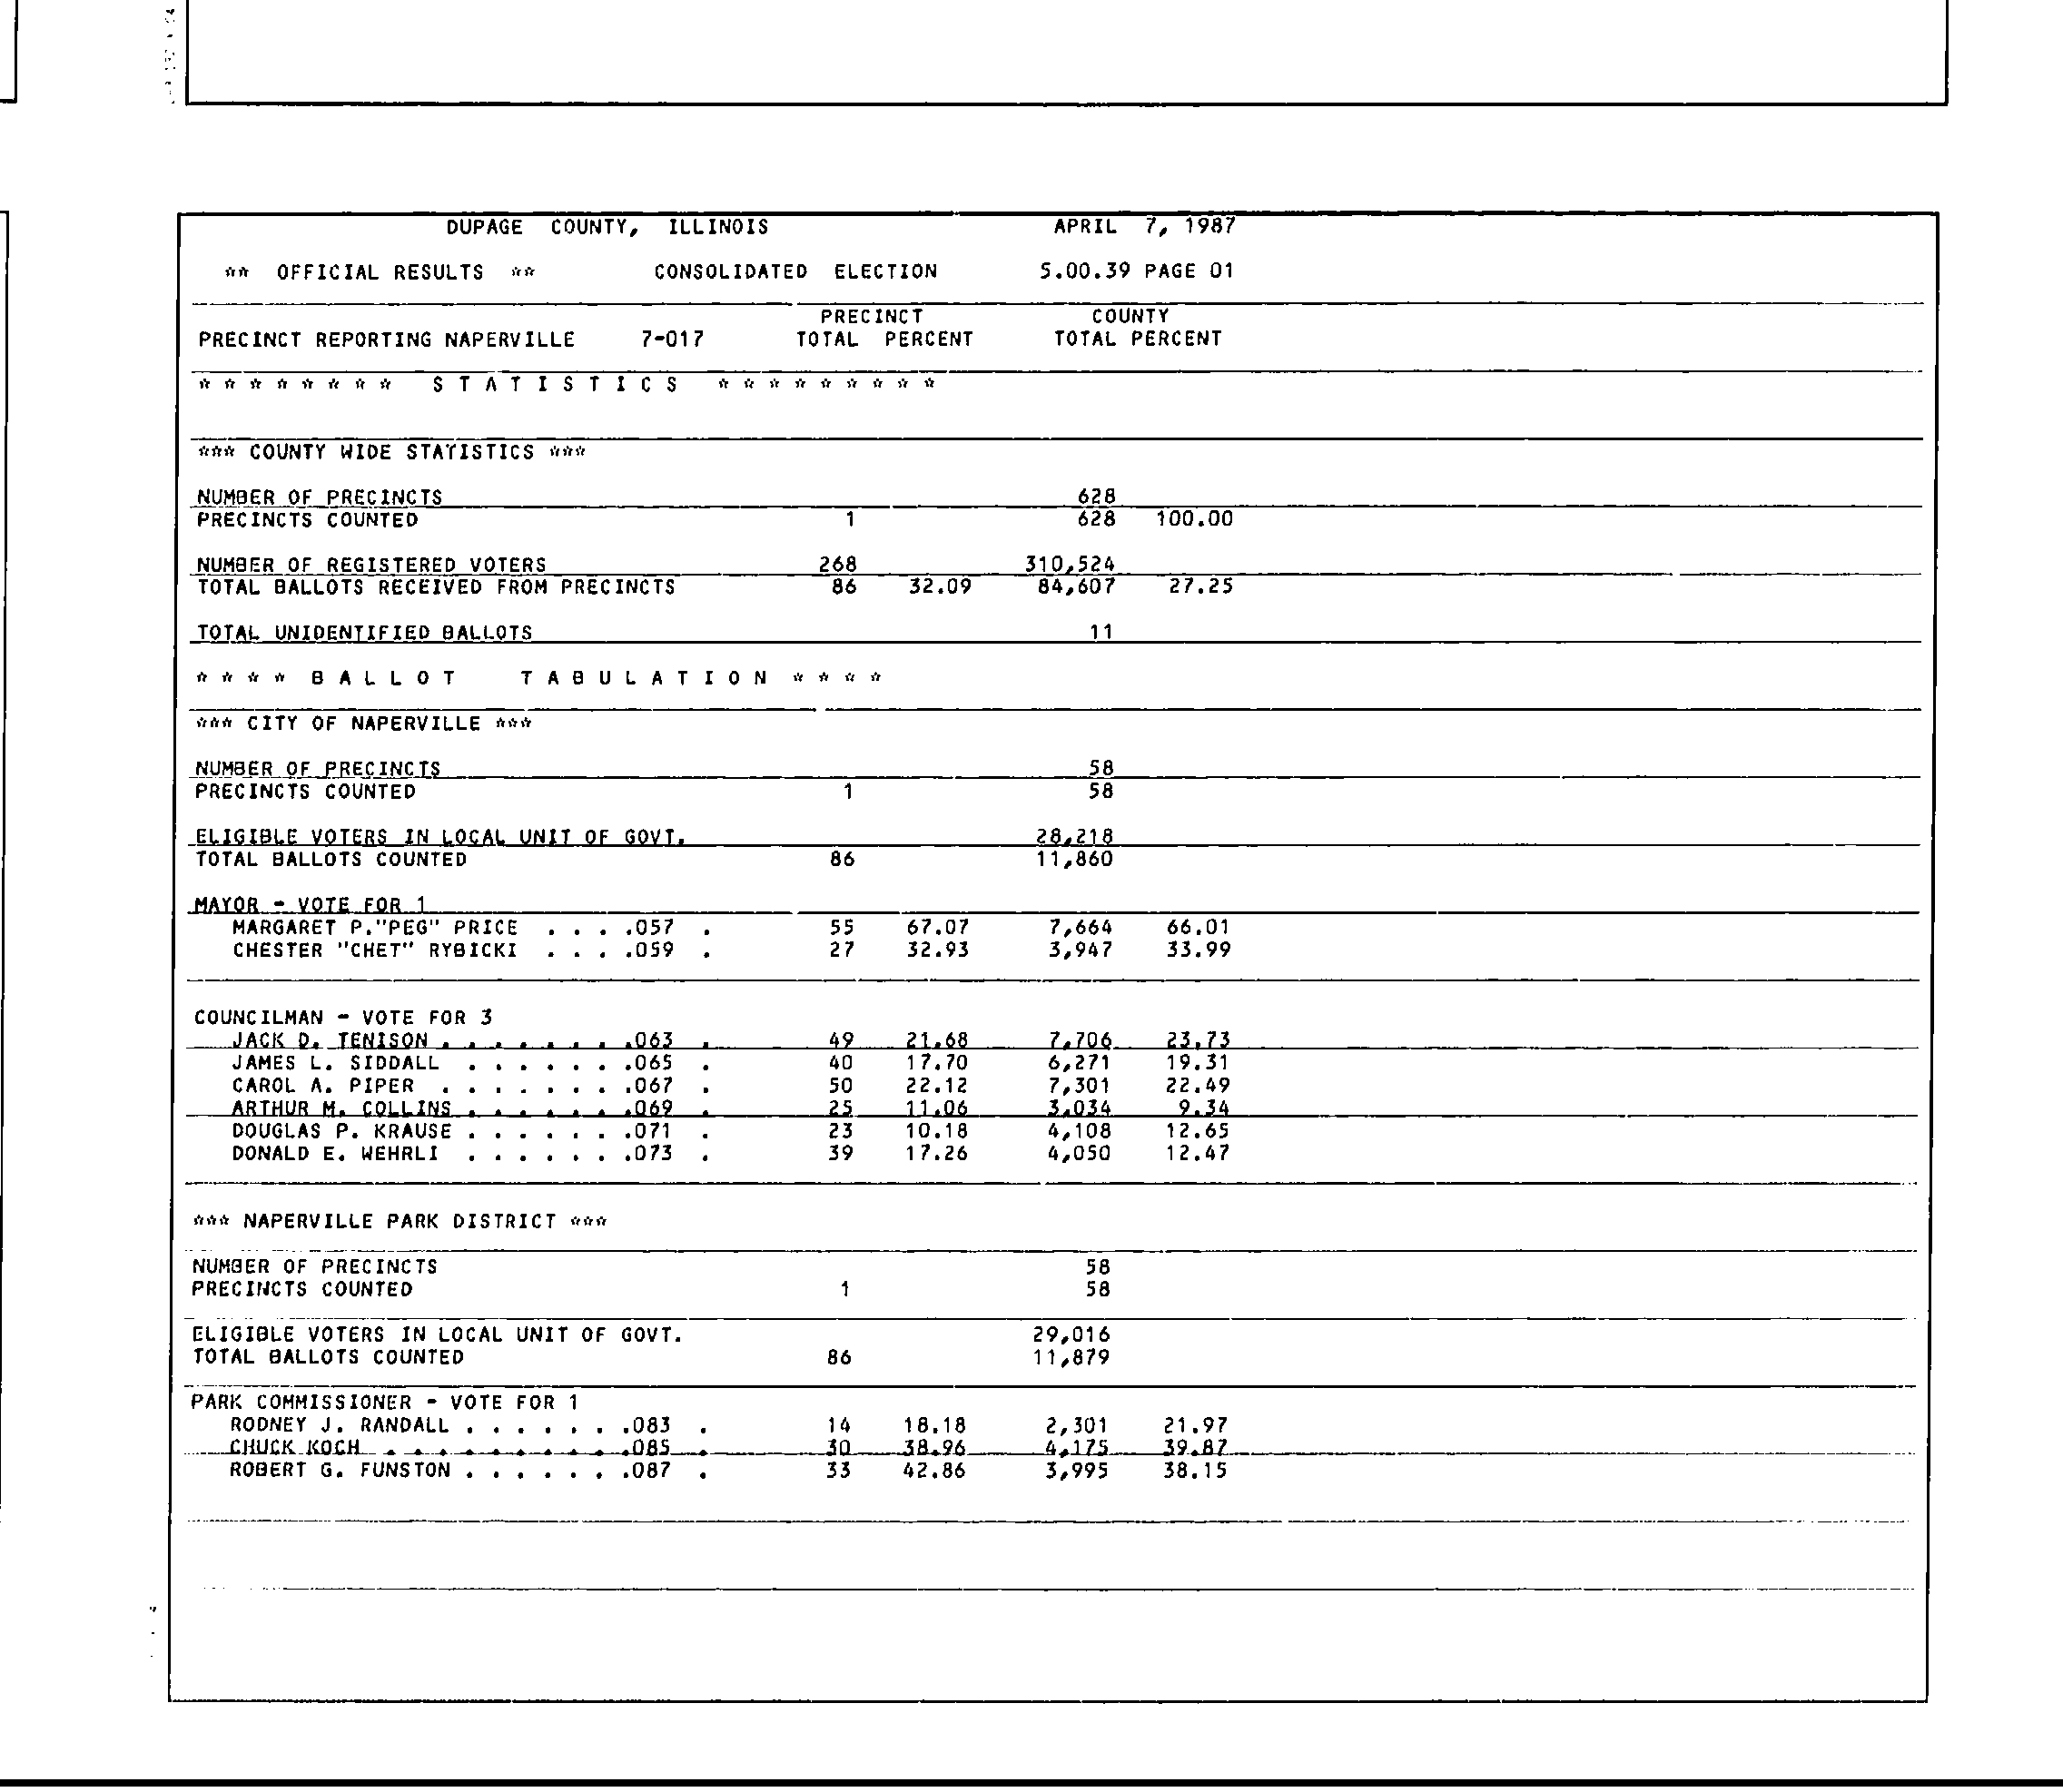 DUPAGE COUNTY, ILLINOIS APRIL 7, 1987
** OFFICIAL RESULTS ** CONSOLIDATED ELECTION 5.00.39 PAGE 01
PRECINCT COUNTY
PRECINCT REPORTING NAPERVILLE 7-017 TOTAL PERCENT TOTAL PERCENT
* * * * * * * * S T A T I S T I C S * * * * * * * * *
*** COUNTY WIDE STATISTICS ***
NUMBER OF PRECINCTS 628
PRECINCTS COUNTED 1 628 100.00
NUMBER OF REGISTERED VOTERS 268 310,524
TOTAL BALLOTS RECEIVED FROM PRECINCTS 86 32.09 84,607 27.25
TOTAL UNIDENTIFIED BALLOTS 11
* * * * B A L L O T T A B U L A T I O N * * * *
*** CITY OF NAPERVILLE ***
NUMBER OF PRECINCTS 58
PRECINCTS COUNTED 1 58
ELIGIBLE VOTERS IN LOCAL UNIT OF GOVT. 28,218
TOTAL BALLOTS COUNTED 86 11,860
MAYOR - VOTE FOR 1
MARGARET P."PEG" PRICE . . . .057 . 55 67.07 7,664 66.01
CHESTER "CHET" RYBICKI . . . .059 . 27 32.93 3,947 33.99
COUNCILMAN - VOTE FOR 3
JACK D. TENISON . . . . . . . .063 . 49 21.68 7,706 23.73
JAMES L. SIDDALL . . . . . . .065 . 40 17.70 6,271 19.31
CAROL A. PIPER . . . . . . . .067 . 50 22.12 7,301 22.49
ARTHUR M. COLLINS . . . . . . .069 . 25 11.06 3,034 9.34
DOUGLAS P. KRAUSE . . . . . . .071 . 23 10.18 4,108 12.65
DONALD E. WEHRLI . . . . . . .073 . 39 17.26 4,050 12.47
*** NAPERVILLE PARK DISTRICT ***
NUMBER OF PRECINCTS 58
PRECINCTS COUNTED 1 58
ELIGIBLE VOTERS IN LOCAL UNIT OF GOVT. 29,016
TOTAL BALLOTS COUNTED 86 11,879
PARK COMMISSIONER - VOTE FOR 1
RODNEY J. RANDALL . . . . . . .083 . 14 18.18 2,301 21.97
CHUCK KOCH . . . . . . . . . .085 . 30 38.96 4,175 39.87
ROBERT G. FUNSTON . . . . . . .087 . 33 42.86 3,995 38.15